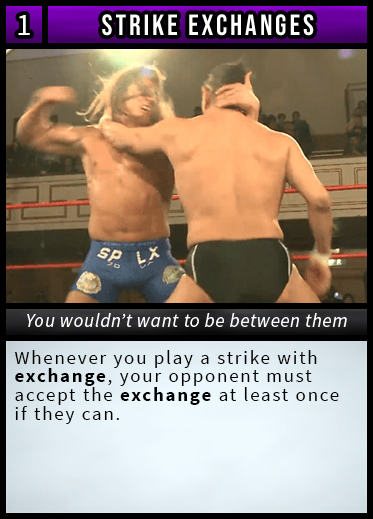 1 STRIKE EXCHANGES
SP LX
You wouldn't want to be between them
Whenever you play a strike with
exchange, your opponent must
accept the exchange at least once
if they can.